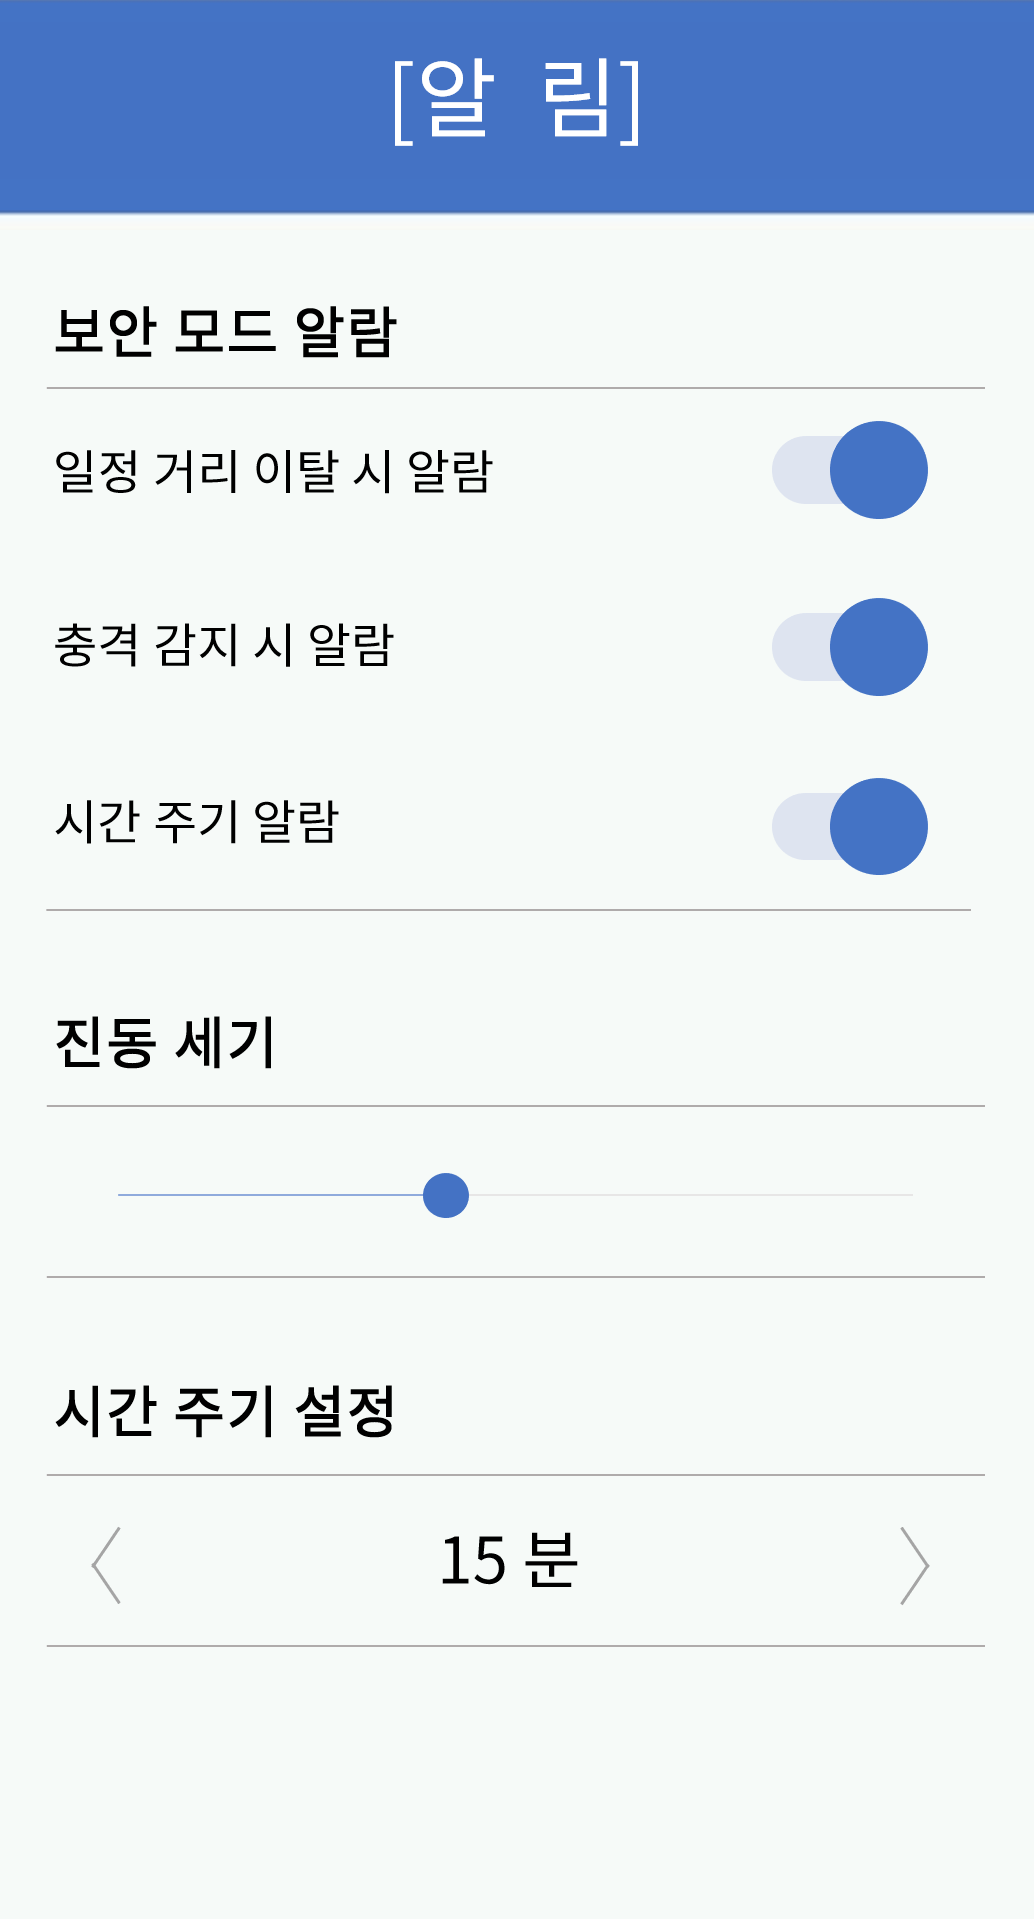 [알 림]
보안 모드 알람
일정 거리 이탈 시 알람
충격 감지 시 알람
시간 주기 알람
진동 세기
시간 주기 설정
15 분